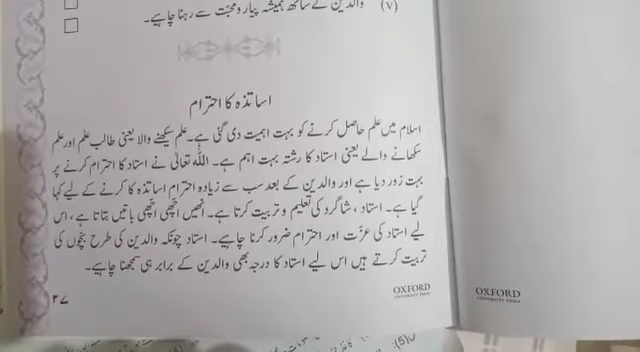 (۷) والدین کے ساتھ ہمیشہ پیار و محبت سے رہنا چاہیے۔
اساتذہ کا احترام
اسلام میں علم حاصل کرنے کو بہت اہمیت دی گئی ہے۔ علم سیکھنے والا یعنی طالب علم اور علم
سکھانے والے یعنی استاد کا رشتہ بہت اہم ہے۔ اللہ تعالیٰ نے استاد کا احترام کرنے پر
بہت زور دیا ہے اور والدین کے بعد سب سے زیادہ احترام اساتذہ کا کرنے کے لیے کہا
گیا ہے۔ استاد، شاگرد کی تعلیم و تربیت کرتا ہے۔ انھیں اچھی اچھی باتیں بتاتا ہے، اس
لیے استاد کی عزّت اور احترام ضرور کرنا چاہیے۔ استاد چونکہ والدین کی طرح بچّوں کی
تربیت کرتے ہیں اس لیے استاد کا درجہ بھی والدین کے برابر ہی سمجھنا چاہیے۔
۲۷
OXFORD
UNIVERSITY PRESS
OXFORD
UNIVERSITY PRESS